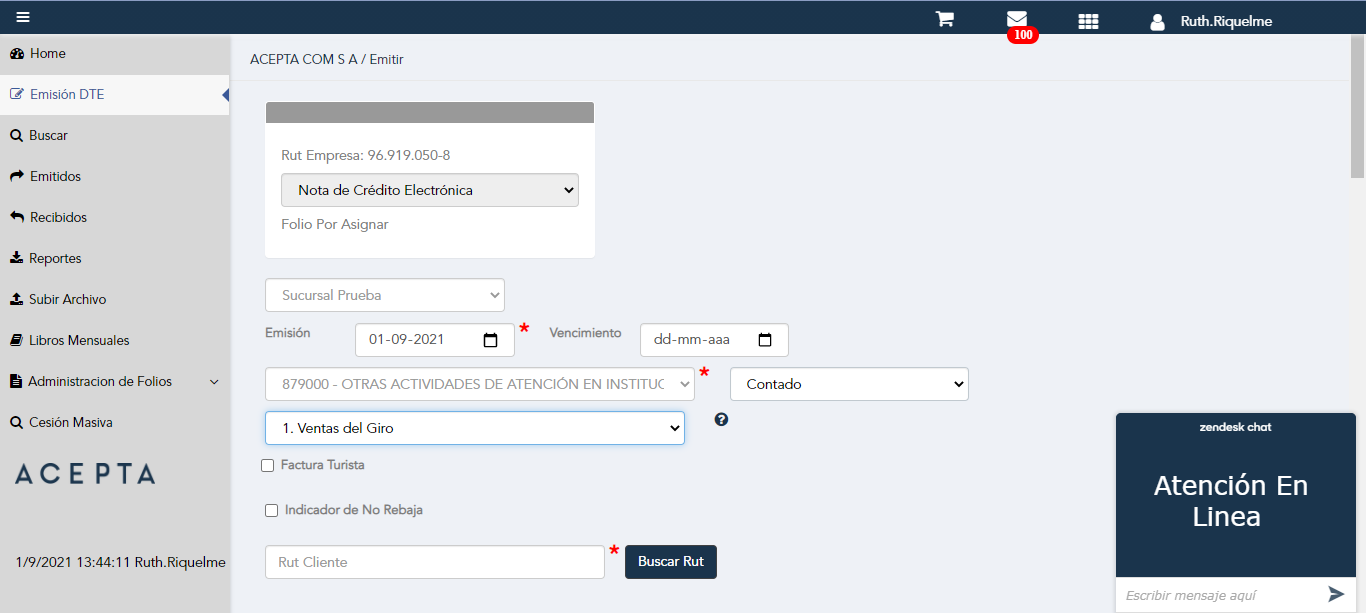 Ruth.Riquelme
100
Home
ACEPTA COM S A / Emitir
Emisión DTE
Buscar
Emitidos
Recibidos
Reportes
Subir Archivo
Libros Mensuales
Administracion de Folios
Cesión Masiva
ACEPTA
1/9/2021 13:44:11 Ruth.Riquelme
Rut Empresa: 96.919.050-8
Nota de Crédito Electrónica
Folio Por Asignar
Sucursal Prueba
Emisión 01-09-2021 * Vencimiento dd-mm-aaa
879000 - OTRAS ACTIVIDADES DE ATENCIÓN EN INSTITUC * Contado
1. Ventas del Giro ?
Factura Turista
Indicador de No Rebaja
Rut Cliente * Buscar Rut
zendesk chat
Atención En
Linea
Escribir mensaje aquí